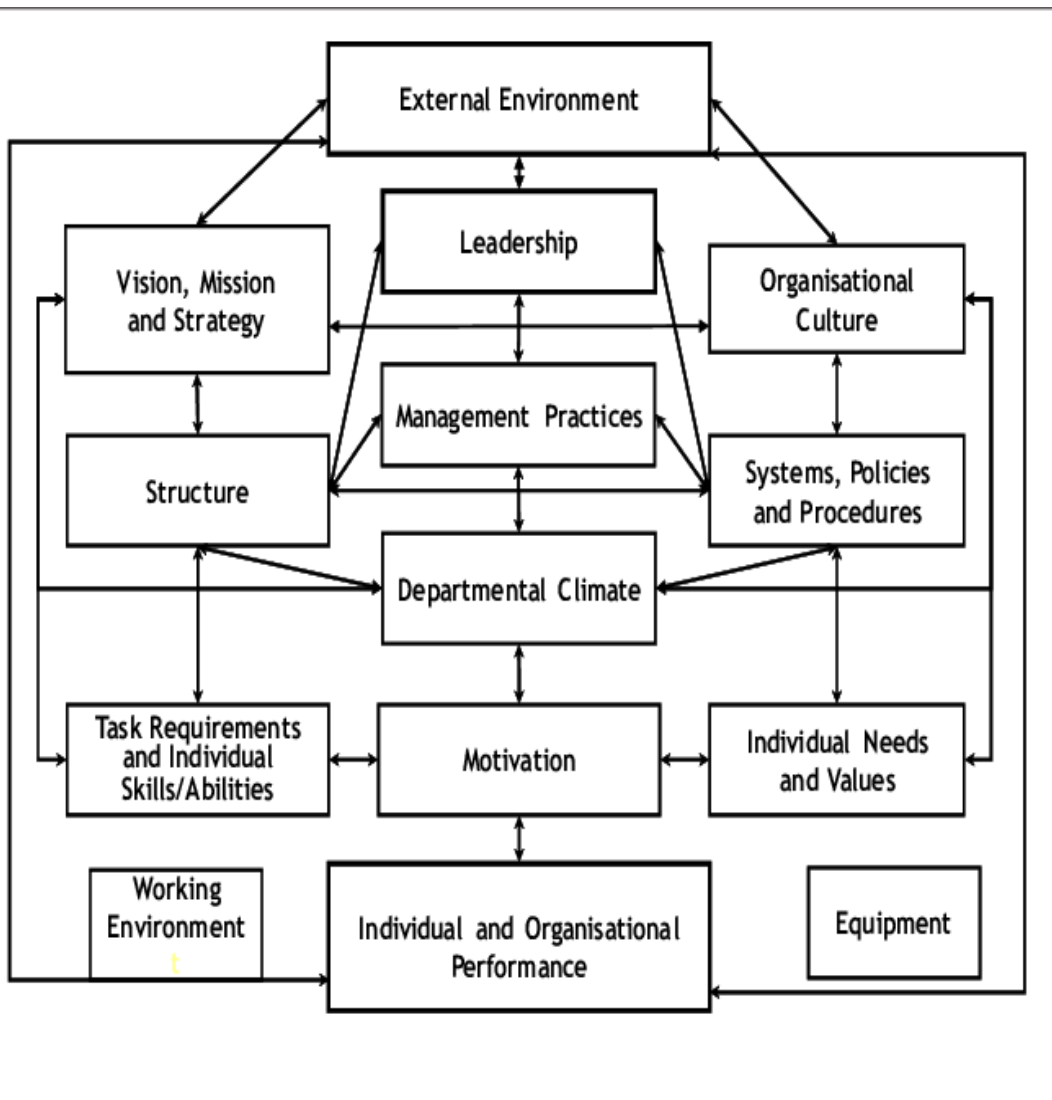 External Environment
Leadership
Vision, Mission
and Strategy
Organisational
Culture
Management Practices
Structure
Systems, Policies
and Procedures
Departmental Climate
Task Requirements
and Individual
Skills/Abilities
Motivation
Individual Needs
and Values
Working
Environment
t
Individual and Organisational
Performance
Equipment